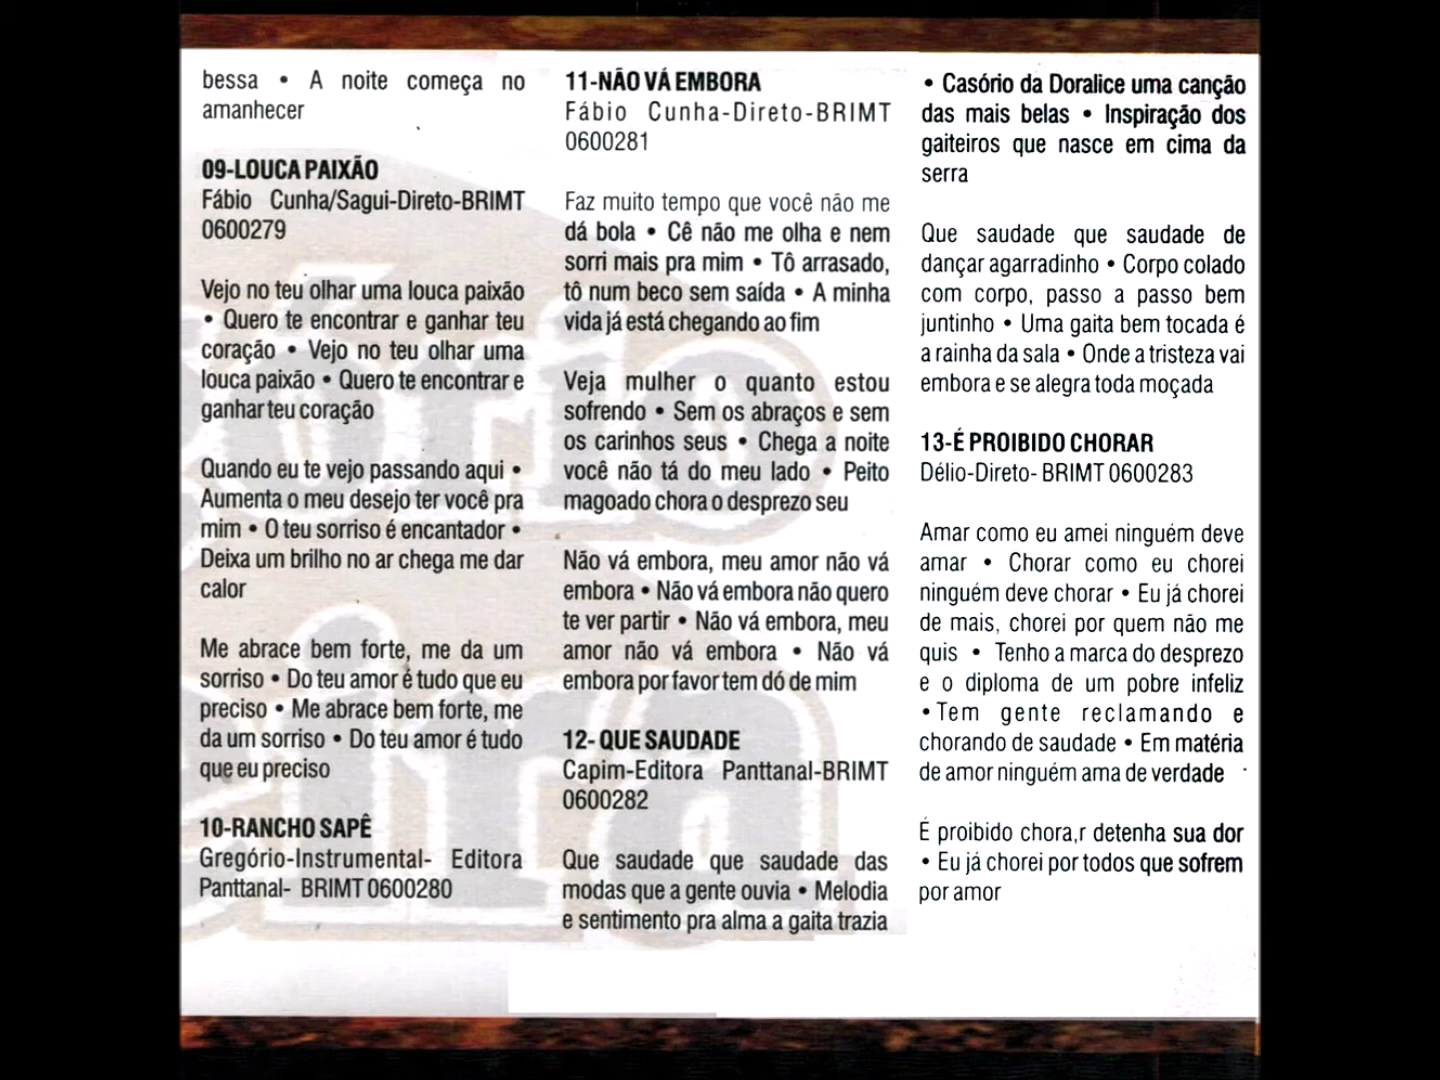 bessa • A noite começa no
amanhecer
09-LOUCA PAIXÃO
Fábio Cunha/Sagui-Direto-BRIMT
0600279
Vejo no teu olhar uma louca paixão
• Quero te encontrar e ganhar teu
coração • Vejo no teu olhar uma
louca paixão • Quero te encontrar e
ganhar teu coração
Quando eu te vejo passando aqui •
Aumenta o meu desejo ter você pra
mim • O teu sorriso é encantador •
Deixa um brilho no ar chega me dar
calor
Me abrace bem forte, me da um
sorriso • Do teu amor é tudo que eu
preciso • Me abrace bem forte, me
da um sorriso • Do teu amor é tudo
que eu preciso
10-RANCHO SAPÊ
Gregório-Instrumental- Editora
Panttanal- BRIMT 0600280
11-NÃO VÁ EMBORA
Fábio Cunha-Direto-BRIMT
0600281
Faz muito tempo que você não me
dá bola • Cê não me olha e nem
sorri mais pra mim • Tô arrasado,
tô num beco sem saída • A minha
vida já está chegando ao fim
Veja mulher o quanto estou
sofrendo • Sem os abraços e sem
os carinhos seus • Chega a noite
você não tá do meu lado • Peito
magoado chora o desprezo seu
Não vá embora, meu amor não vá
embora • Não vá embora não quero
te ver partir • Não vá embora, meu
amor não vá embora • Não vá
embora por favor tem dó de mim
12- QUE SAUDADE
Capim-Editora Panttanal-BRIMT
0600282
Que saudade que saudade das
modas que a gente ouvia • Melodia
e sentimento pra alma a gaita trazia
• Casório da Doralice uma canção
das mais belas • Inspiração dos
gaiteiros que nasce em cima da
serra
Que saudade que saudade de
dançar agarradinho • Corpo colado
com corpo, passo a passo bem
juntinho • Uma gaita bem tocada é
a rainha da sala • Onde a tristeza vai
embora e se alegra toda moçada
13-É PROIBIDO CHORAR
Délio-Direto- BRIMT 0600283
Amar como eu amei ninguém deve
amar • Chorar como eu chorei
ninguém deve chorar • Eu já chorei
de mais, chorei por quem não me
quis • Tenho a marca do desprezo
e o diploma de um pobre infeliz
• Tem gente reclamando e
chorando de saudade • Em matéria
de amor ninguém ama de verdade
É proibido chora,r detenha sua dor
• Eu já chorei por todos que sofrem
por amor